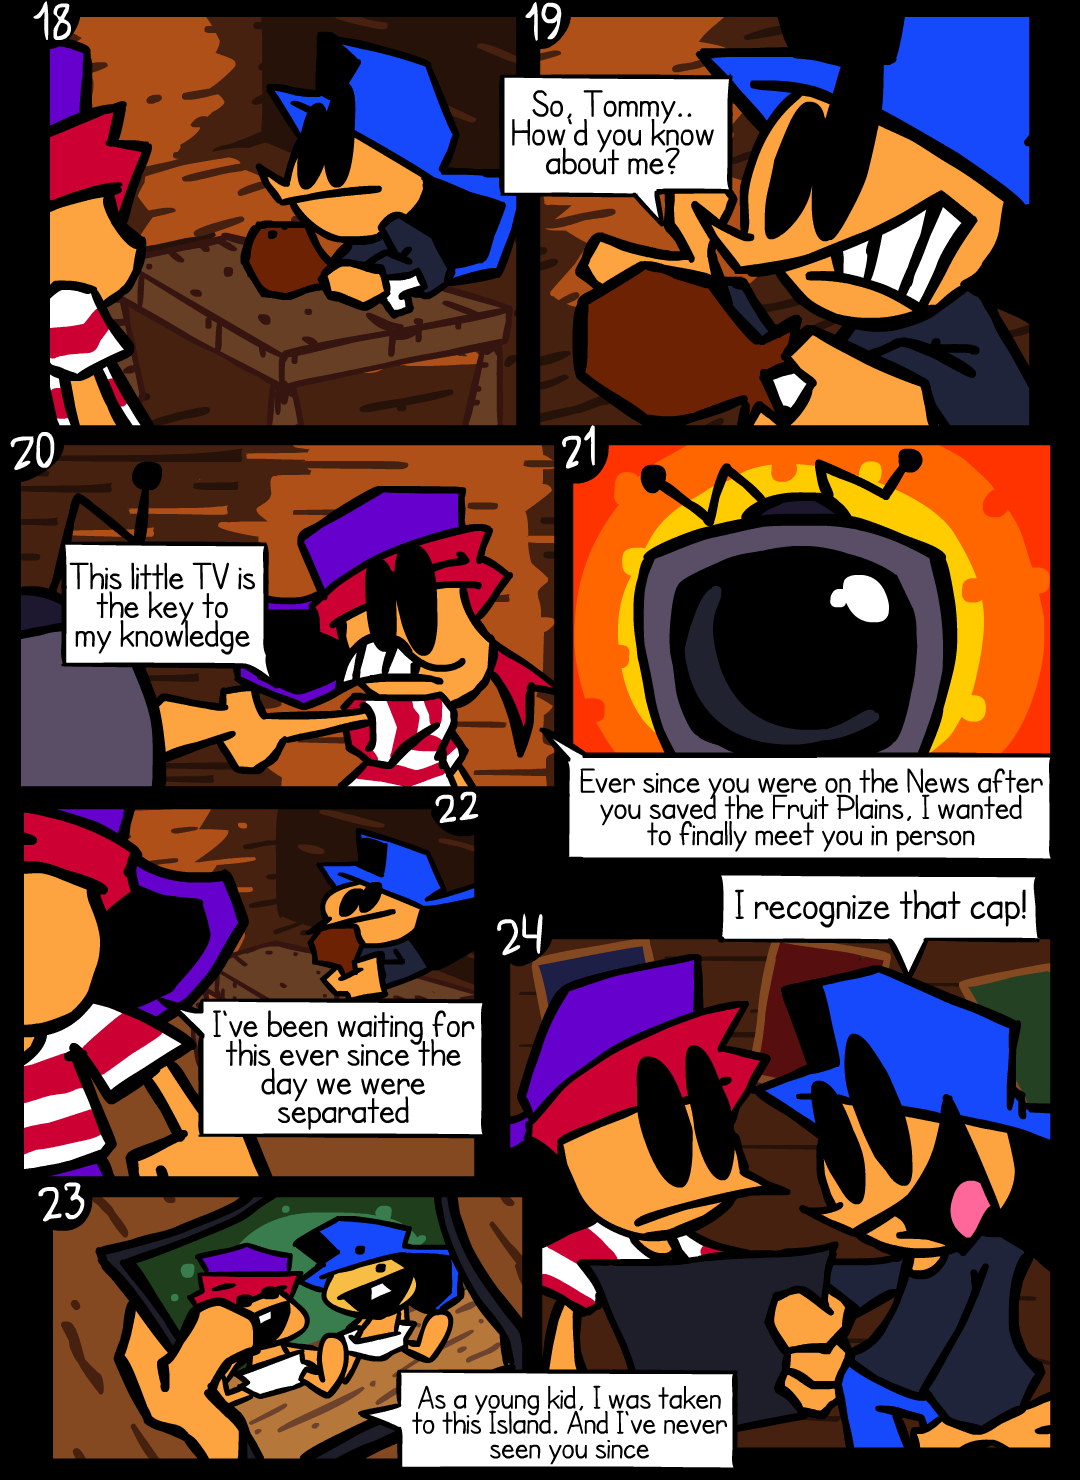 18
19
So, Tommy..
How'd you know
about me?
20
This little TV is
the key to
my knowledge
21
Ever since you were on the News after
you saved the Fruit Plains, I wanted
to finally meet you in person
22
I've been waiting for
this ever since the
day we were
separated
23
As a young kid, I was taken
to this Island. And I've never
seen you since
24
I recognize that cap!